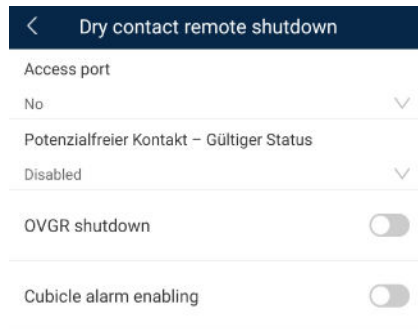 Dry contact remote shutdown
Access port
No
Potenzialfreier Kontakt – Gültiger Status
Disabled
OVGR shutdown
Cubicle alarm enabling